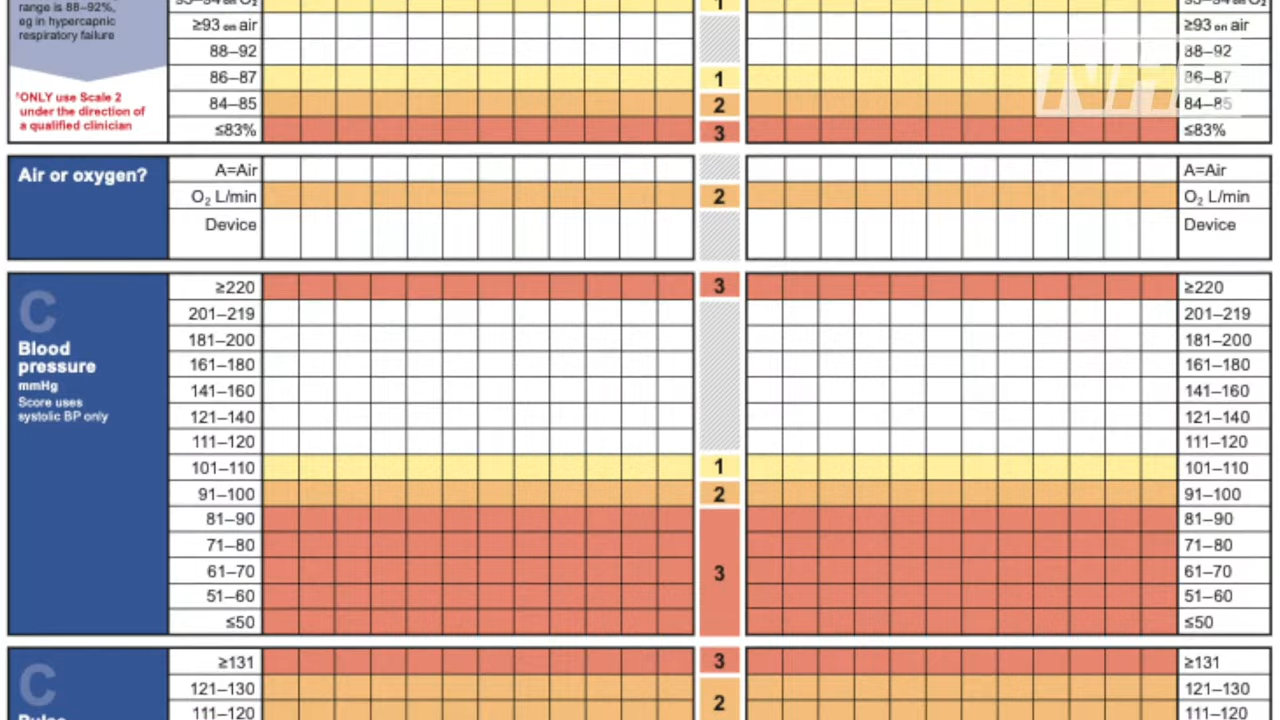 range is 88–92%,
eg in hypercapnic
respiratory failure
†ONLY use Scale 2
under the direction of
a qualified clinician
≥93 on air 1 ≥93 on air
88–92 88–92
86–87 1 86–87
84–85 2 84–85
≤83% 3 ≤83%
NHS
Air or oxygen?
A=Air A=Air
O₂ L/min 2 O₂ L/min
Device Device
C
Blood
pressure
mmHg
Score uses
systolic BP only
≥220 3 ≥220
201–219 201–219
181–200 181–200
161–180 161–180
141–160 141–160
121–140 121–140
111–120 111–120
101–110 1 101–110
91–100 2 91–100
81–90 81–90
71–80 71–80
61–70 3 61–70
51–60 51–60
≤50 ≤50
C
≥131 3 ≥131
121–130 2 121–130
111–120 111–120